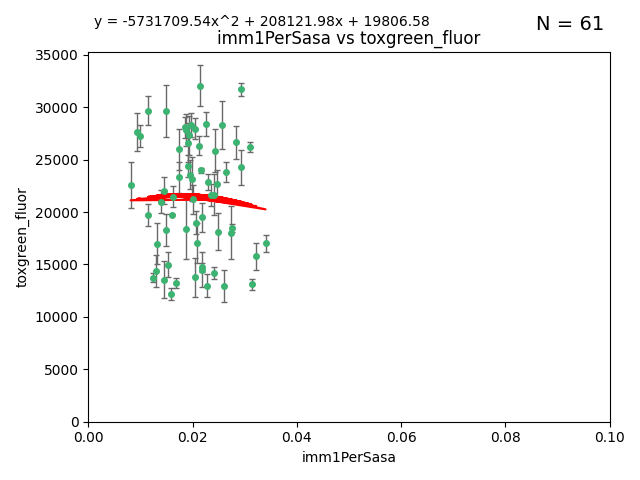 y = -5731709.54x^2 + 208121.98x + 19806.58
N = 61
imm1PerSasa vs toxgreen_fluor
35000
30000
25000
20000
15000
10000
5000
0
toxgreen_fluor
0.00 0.02 0.04 0.06 0.08 0.10
imm1PerSasa